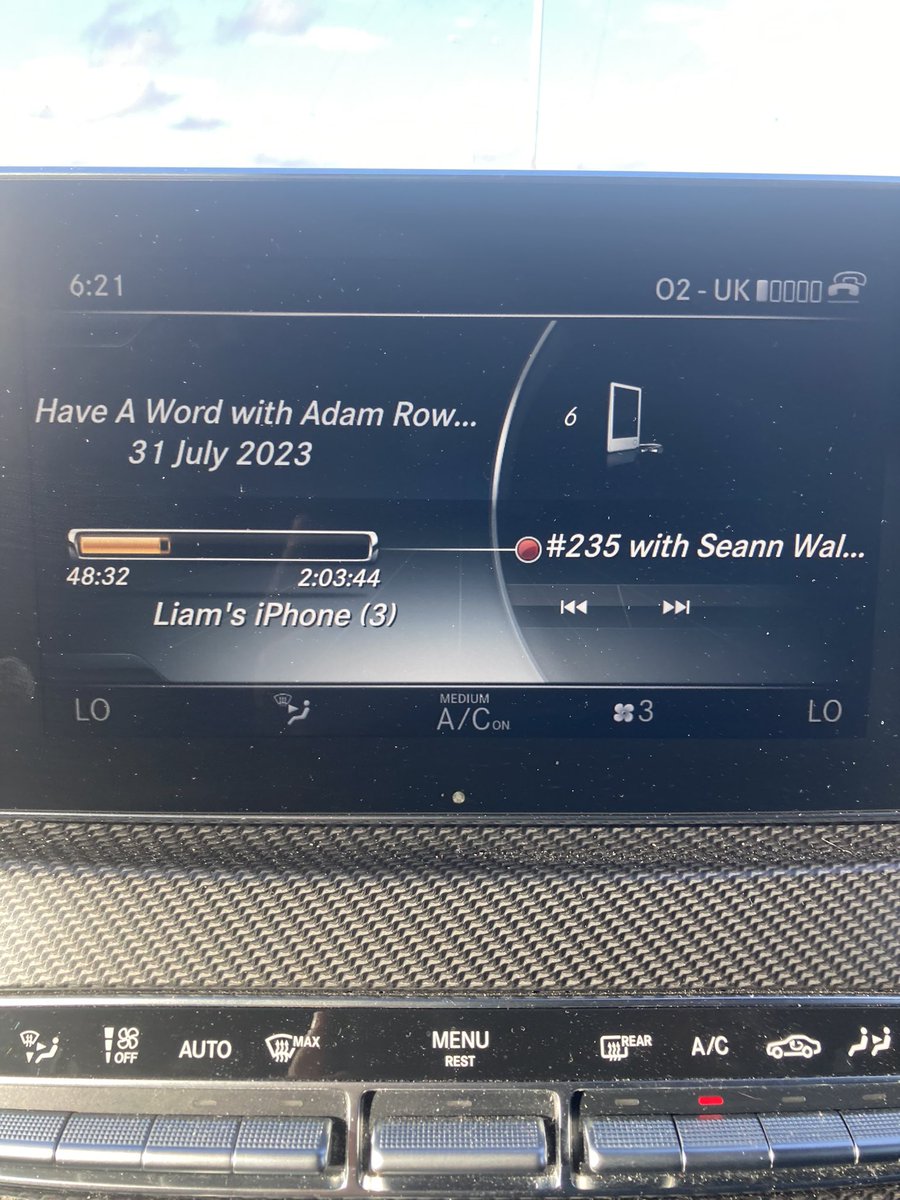 6:21
O2 - UK
Have A Word with Adam Row...
31 July 2023
6
#235 with Seann Wal...
48:32
2:03:44
Liam's iPhone (3)
LO
MEDIUM
A/C ON
3
LO
OFF
AUTO
MAX
MENU
REST
REAR
A/C